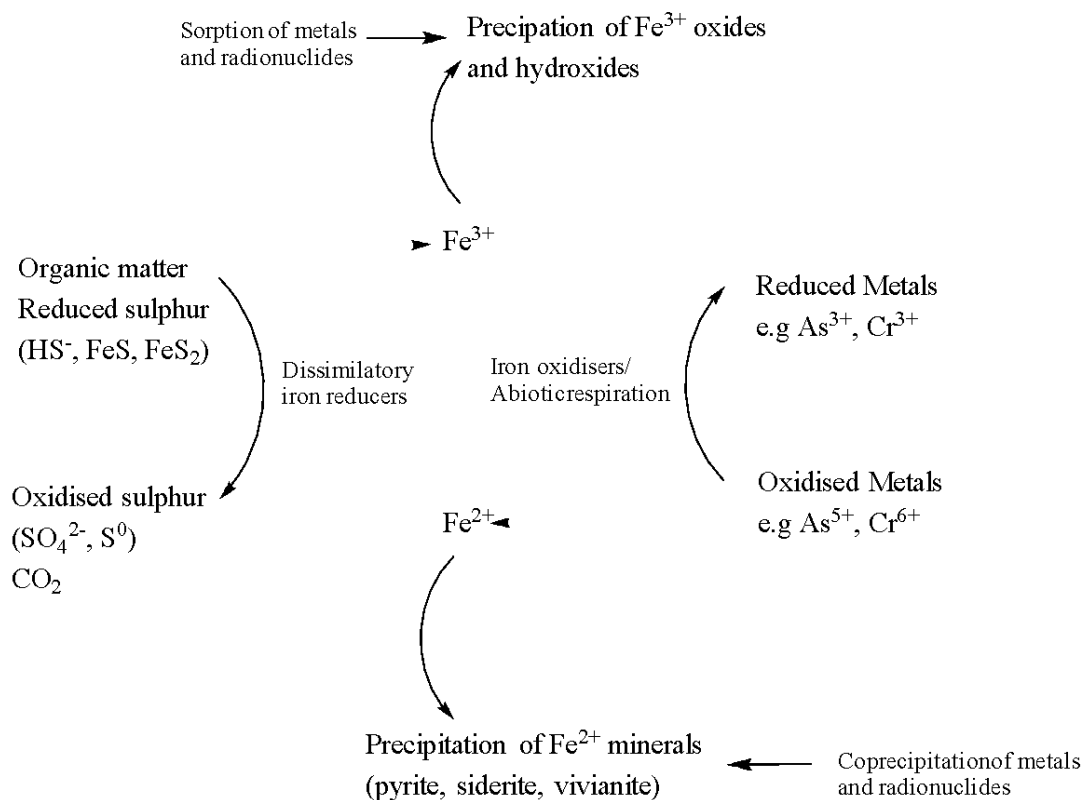 Sorption of metals
and radionuclides
Precipation of Fe³⁺ oxides
and hydroxides
Fe³⁺
Organic matter
Reduced sulphur
(HS⁻, FeS, FeS₂)
Dissimilatory
iron reducers
Iron oxidisers/
Abioticrespiration
Reduced Metals
e.g As³⁺, Cr³⁺
Oxidised sulphur
(SO₄²⁻, S⁰)
CO₂
Fe²⁺
Oxidised Metals
e.g As⁵⁺, Cr⁶⁺
Precipitation of Fe²⁺ minerals
(pyrite, siderite, vivianite)
Coprecipitationof metals
and radionuclides